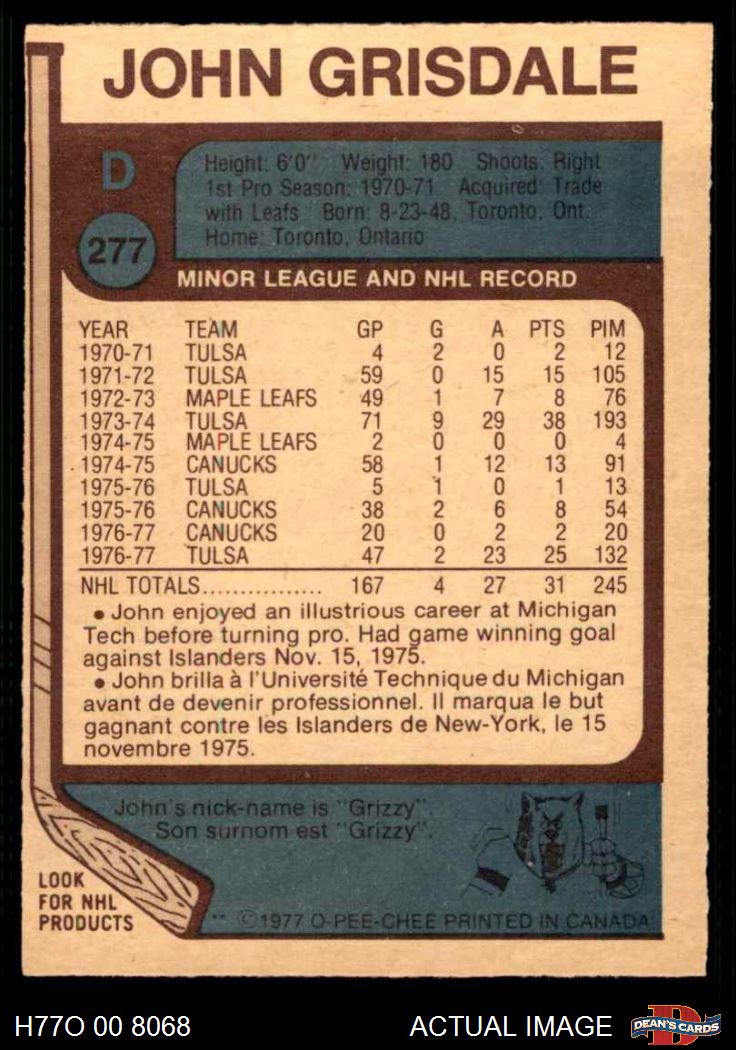 JOHN GRISDALE
D
277
Height: 6'0" Weight: 180 Shoots: Right
1st Pro Season: 1970-71 Acquired: Trade
with Leafs Born: 8-23-48, Toronto, Ont.
Home: Toronto, Ontario
MINOR LEAGUE AND NHL RECORD
YEAR TEAM GP G A PTS PIM
1970-71 TULSA 4 2 0 2 12
1971-72 TULSA 59 0 15 15 105
1972-73 MAPLE LEAFS 49 1 7 8 76
1973-74 TULSA 71 9 29 38 193
1974-75 MAPLE LEAFS 2 0 0 0 4
1974-75 CANUCKS 58 1 12 13 91
1975-76 TULSA 5 1 0 1 13
1975-76 CANUCKS 38 2 6 8 54
1976-77 CANUCKS 20 0 2 2 20
1976-77 TULSA 47 2 23 25 132
NHL TOTALS................ 167 4 27 31 245
• John enjoyed an illustrious career at Michigan
Tech before turning pro. Had game winning goal
against Islanders Nov. 15, 1975.
• John brilla à l'Université Technique du Michigan
avant de devenir professionnel. Il marqua le but
gagnant contre les Islanders de New-York, le 15
novembre 1975.
John's nick-name is "Grizzy".
Son surnom est "Grizzy".
LOOK
FOR NHL
PRODUCTS
** ©1977 O-PEE-CHEE PRINTED IN CANADA
H77O 00 8068
ACTUAL IMAGE
DEAN'S CARDS